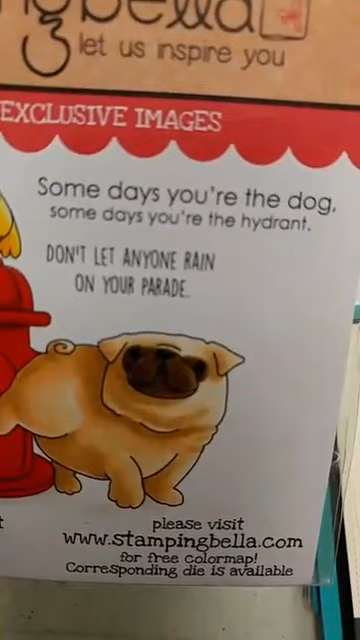 let us inspire you
EXCLUSIVE IMAGES
Some days you're the dog,
some days you're the hydrant.
DON'T LET ANYONE RAIN
ON YOUR PARADE.
please visit
www.stampingbella.com
for free colormap!
Corresponding die is available